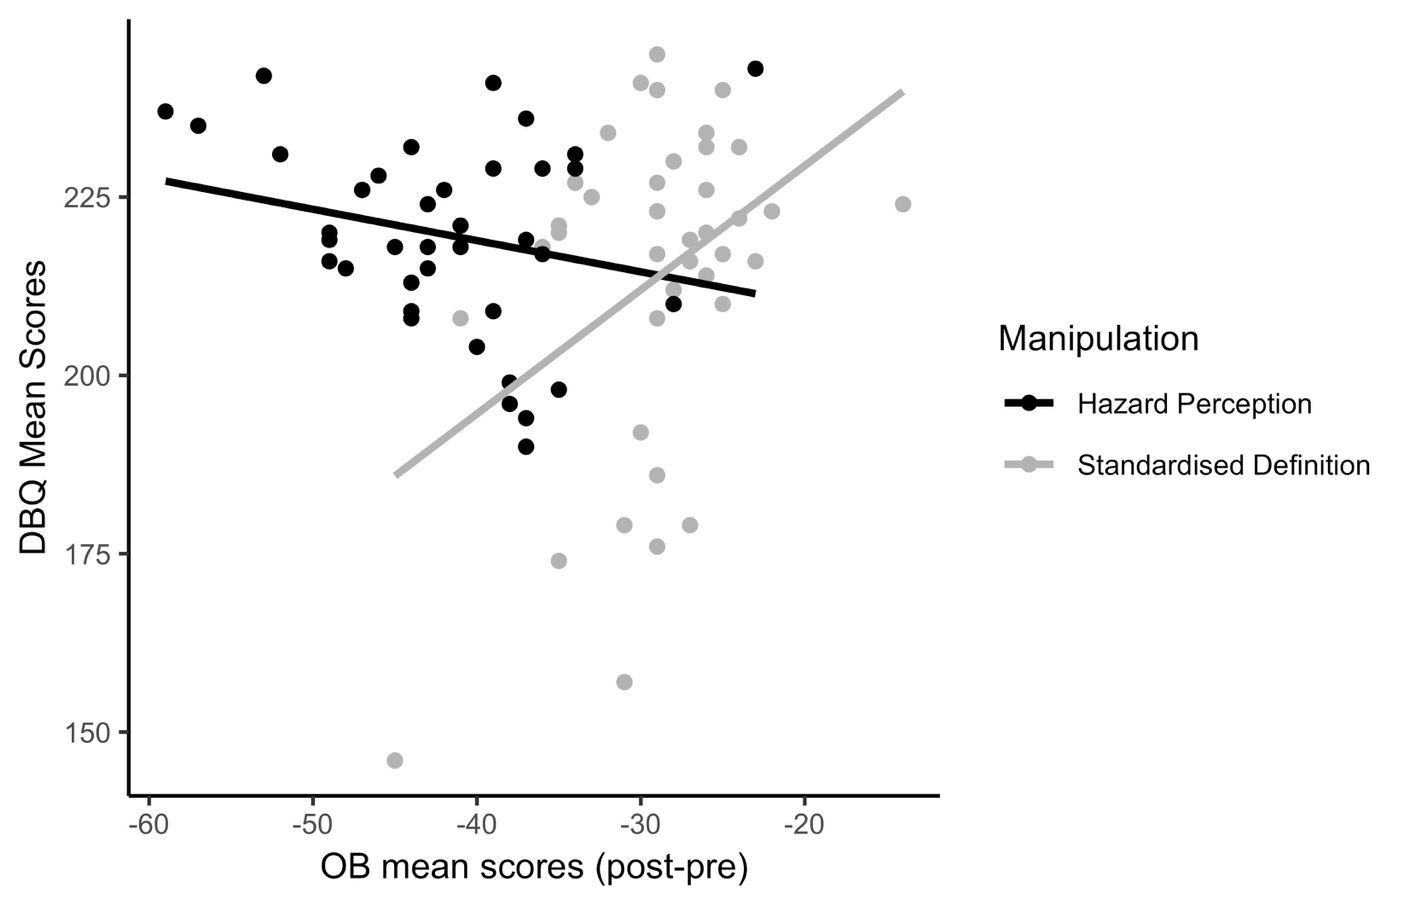 DBQ Mean Scores
225
200
175
150
-60
-50
-40
-30
-20
OB mean scores (post-pre)
Manipulation
Hazard Perception
Standardised Definition